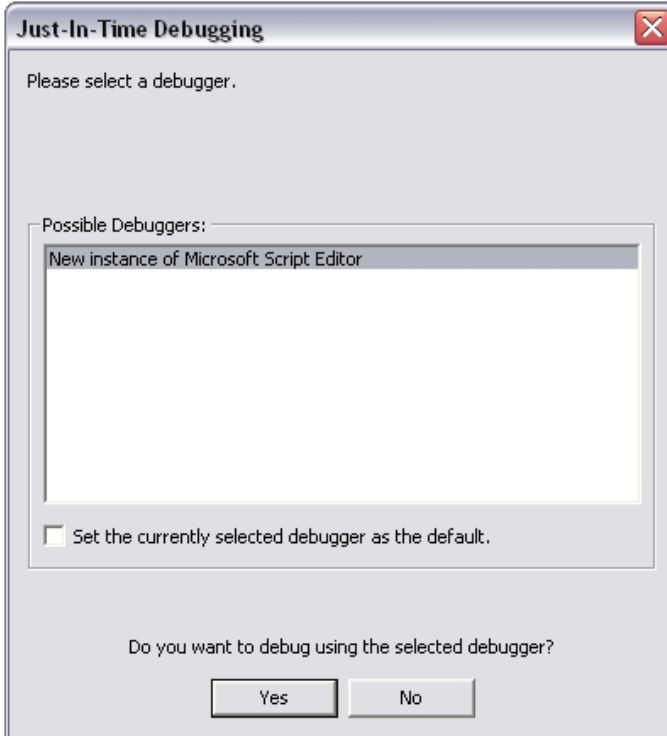 Just-In-Time Debugging
Please select a debugger.
Possible Debuggers:
New instance of Microsoft Script Editor
Set the currently selected debugger as the default.
Do you want to debug using the selected debugger?
Yes No